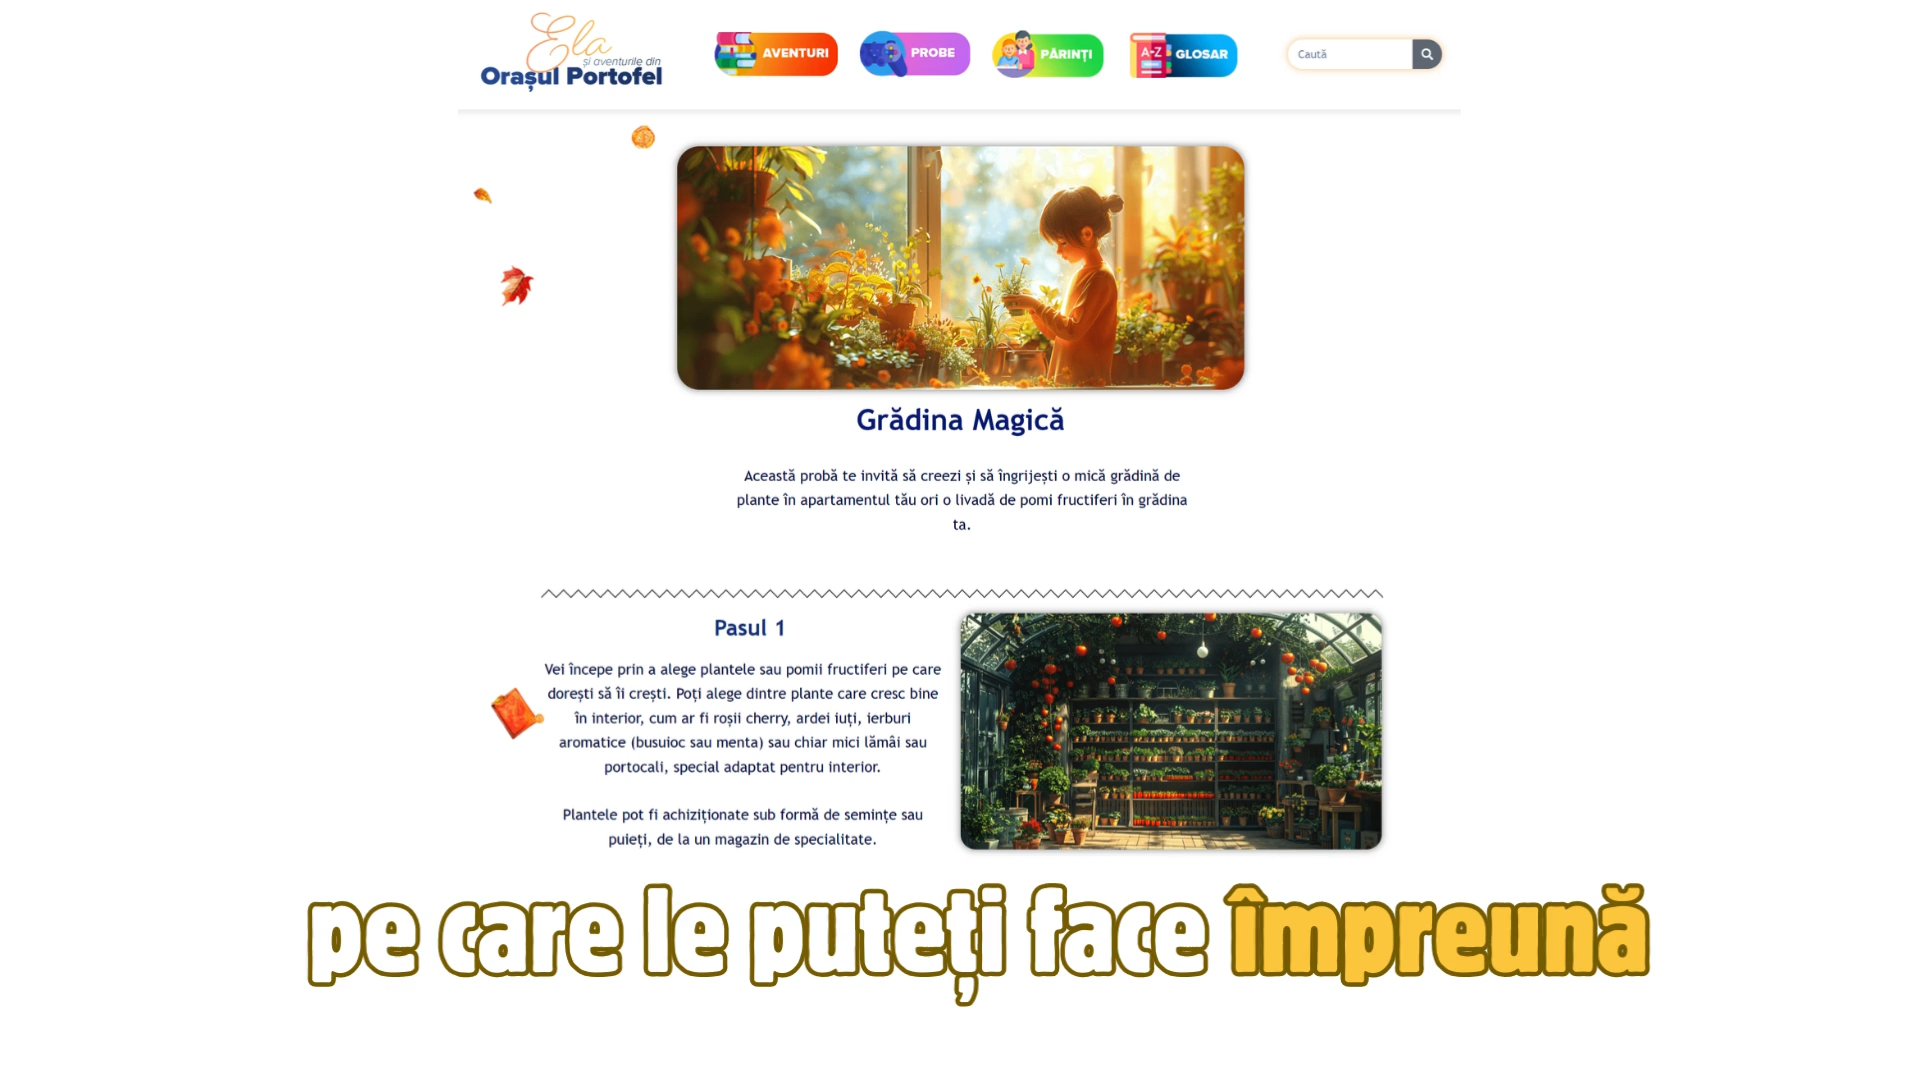 Ela
și aventurile din
Orașul Portofel
AVENTURI
PROBE
PĂRINȚI
A-Z
GLOSAR
Caută
Grădina Magică
Această probă te invită să creezi și să îngrijești o mică grădină de
plante în apartamentul tău ori o livadă de pomi fructiferi în grădina
ta.
Pasul 1
Vei începe prin a alege plantele sau pomii fructiferi pe care
dorești să îi crești. Poți alege dintre plante care cresc bine
în interior, cum ar fi roșii cherry, ardei iuți, ierburi
aromatice (busuioc sau menta) sau chiar mici lămâi sau
portocali, special adaptat pentru interior.
Plantele pot fi achiziționate sub formă de semințe sau
puieți, de la un magazin de specialitate.
pe care le puteți face împreună